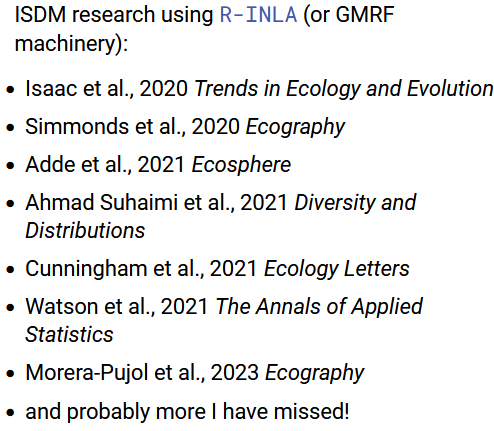 ISDM research using R-INLA (or GMRF
machinery):
• Isaac et al., 2020 Trends in Ecology and Evolution
• Simmonds et al., 2020 Ecography
• Adde et al., 2021 Ecosphere
• Ahmad Suhaimi et al., 2021 Diversity and
Distributions
• Cunningham et al., 2021 Ecology Letters
• Watson et al., 2021 The Annals of Applied
Statistics
• Morera-Pujol et al., 2023 Ecography
• and probably more I have missed!